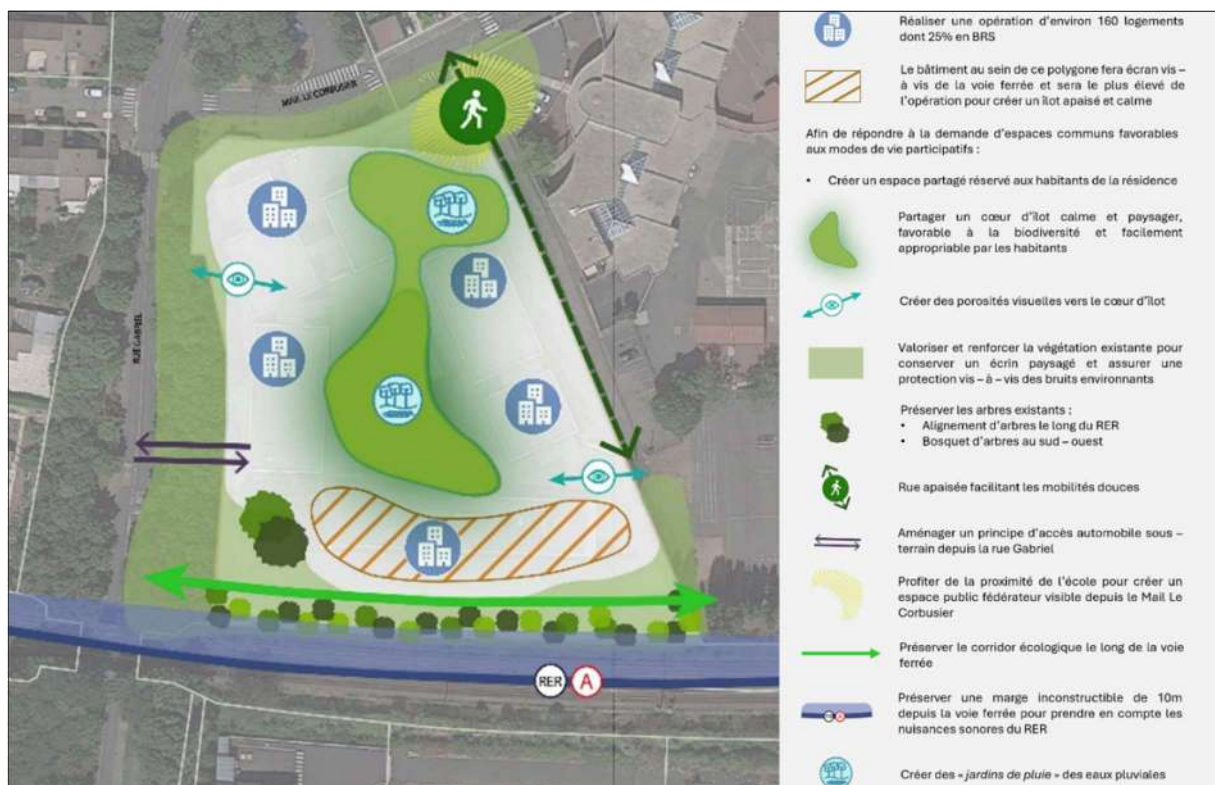 MAIL LE CORBUSIER
RUE GABRIEL
RER A
Réaliser une opération d'environ 160 logements
dont 25% en BRS
Le bâtiment au sein de ce polygone fera écran vis –
à vis de la voie ferrée et sera le plus élevé de
l'opération pour créer un îlot apaisé et calme
Afin de répondre à la demande d'espaces communs favorables
aux modes de vie participatifs :
• Créer un espace partagé réservé aux habitants de la résidence
Partager un cœur d'îlot calme et paysager,
favorable à la biodiversité et facilement
appropriable par les habitants
Créer des porosités visuelles vers le cœur d'îlot
Valoriser et renforcer la végétation existante pour
conserver un écrin paysagé et assurer une
protection vis – à – vis des bruits environnants
Préserver les arbres existants :
• Alignement d'arbres le long du RER
• Bosquet d'arbres au sud – ouest
Rue apaisée facilitant les mobilités douces
Aménager un principe d'accès automobile sous –
terrain depuis la rue Gabriel
Profiter de la proximité de l'école pour créer un
espace public fédérateur visible depuis le Mail Le
Corbusier
Préserver le corridor écologique le long de la voie
ferrée
Préserver une marge inconstructible de 10m
depuis la voie ferrée pour prendre en compte les
nuisances sonores du RER
Créer des « jardins de pluie » des eaux pluviales